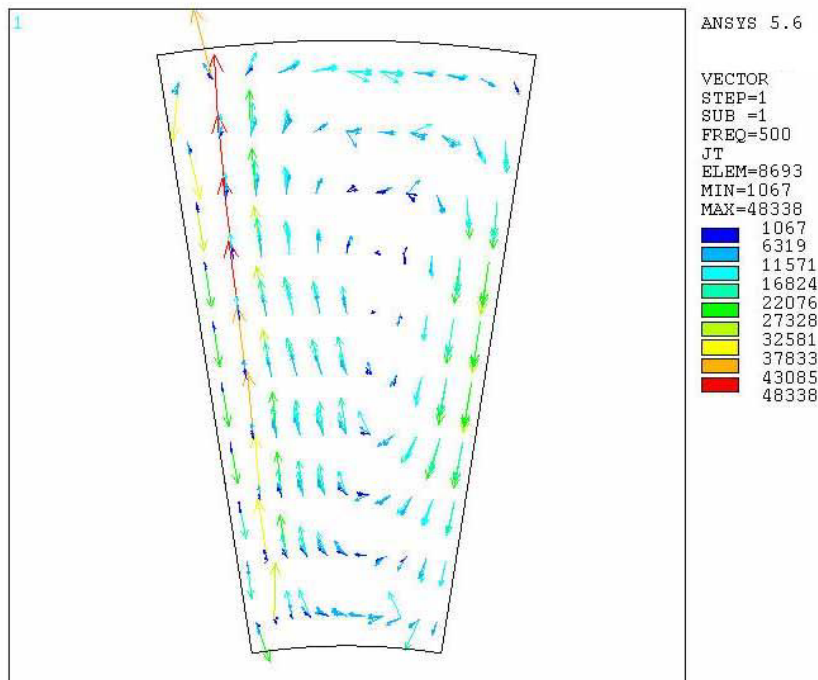 1
ANSYS 5.6
VECTOR
STEP=1
SUB =1
FREQ=500
JT
ELEM=8693
MIN=1067
MAX=48338
1067
6319
11571
16824
22076
27328
32581
37833
43085
48338